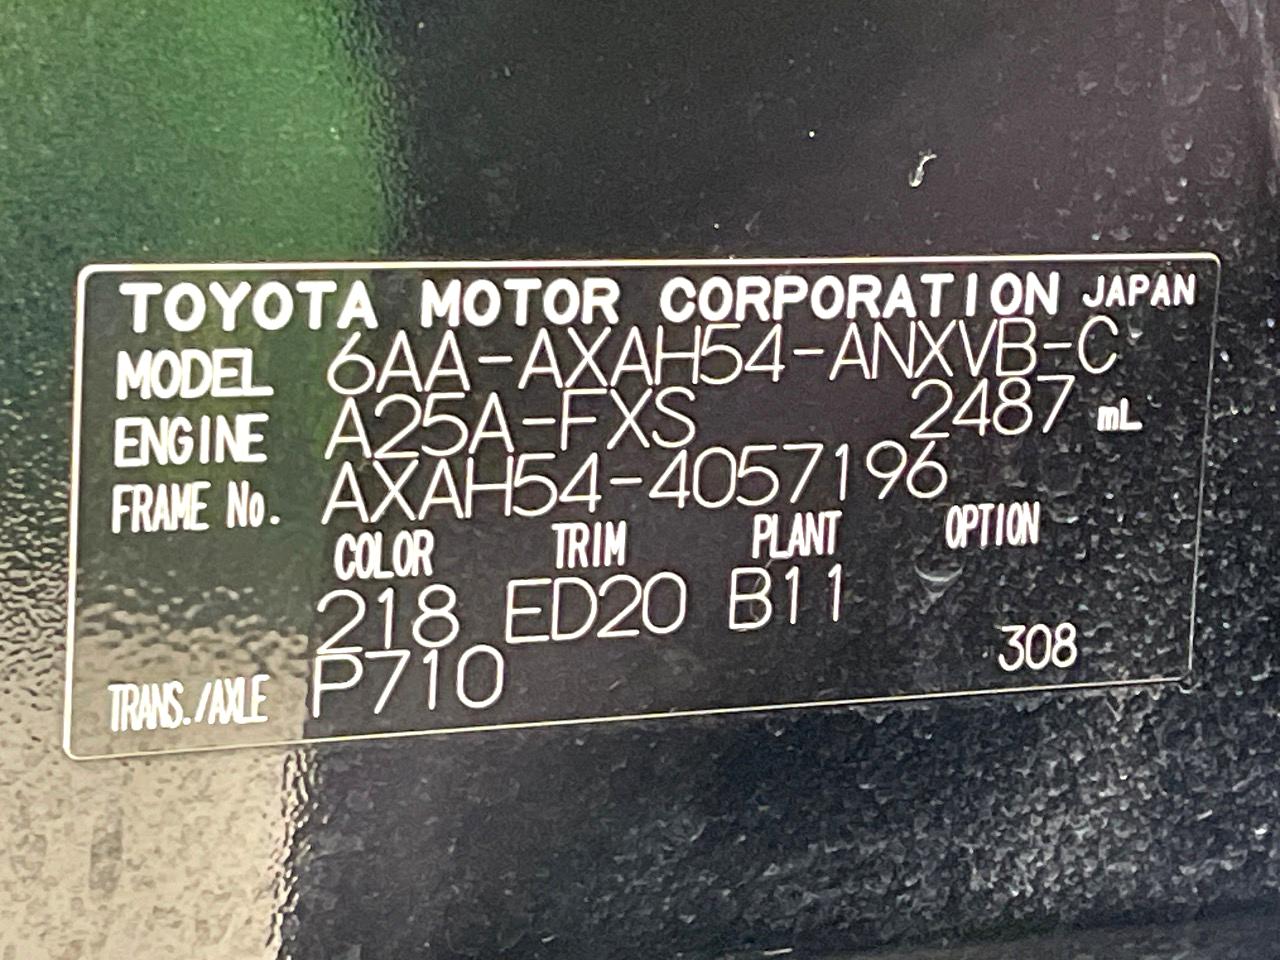 TOYOTA MOTOR CORPORATION JAPAN
MODEL 6AA-AXAH54-ANXVB-C
ENGINE A25A-FXS 2487 mL
FRAME No. AXAH54-4057196
COLOR TRIM PLANT OPTION
218 ED20 B11
308
TRANS./AXLE P710